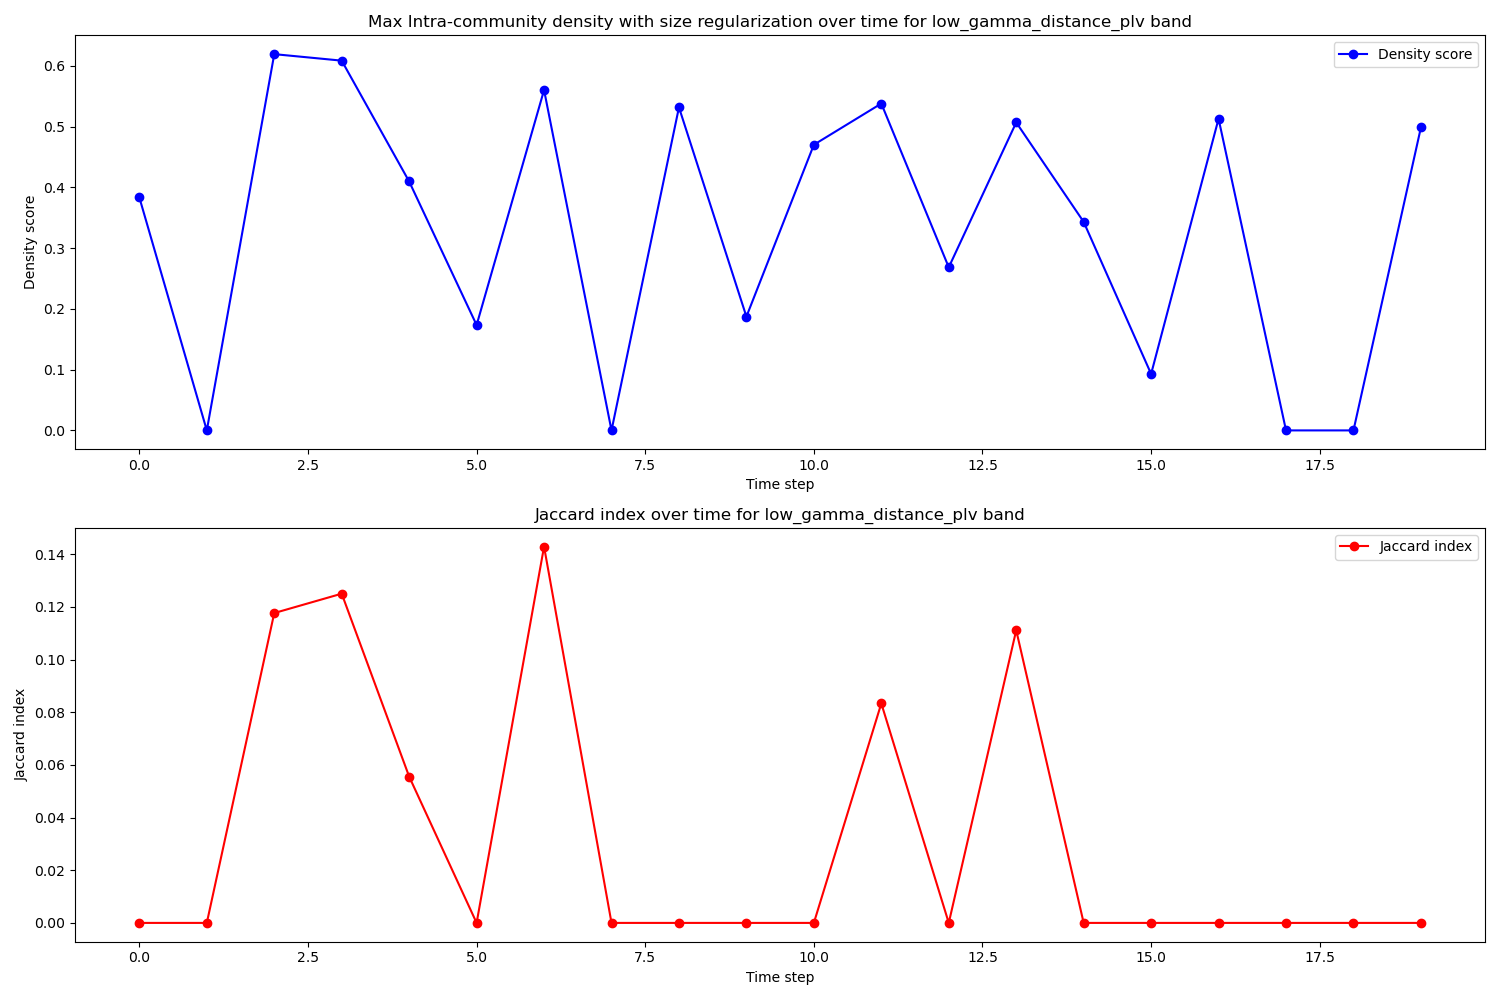 Max Intra-community density with size regularization over time for low_gamma_distance_plv band
Density score
0.6
0.5
0.4
0.3
0.2
0.1
0.0
Density score
0.0 2.5 5.0 7.5 10.0 12.5 15.0 17.5
Time step
Jaccard index over time for low_gamma_distance_plv band
Jaccard index
0.14
0.12
0.10
0.08
0.06
0.04
0.02
0.00
Jaccard index
0.0 2.5 5.0 7.5 10.0 12.5 15.0 17.5
Time step